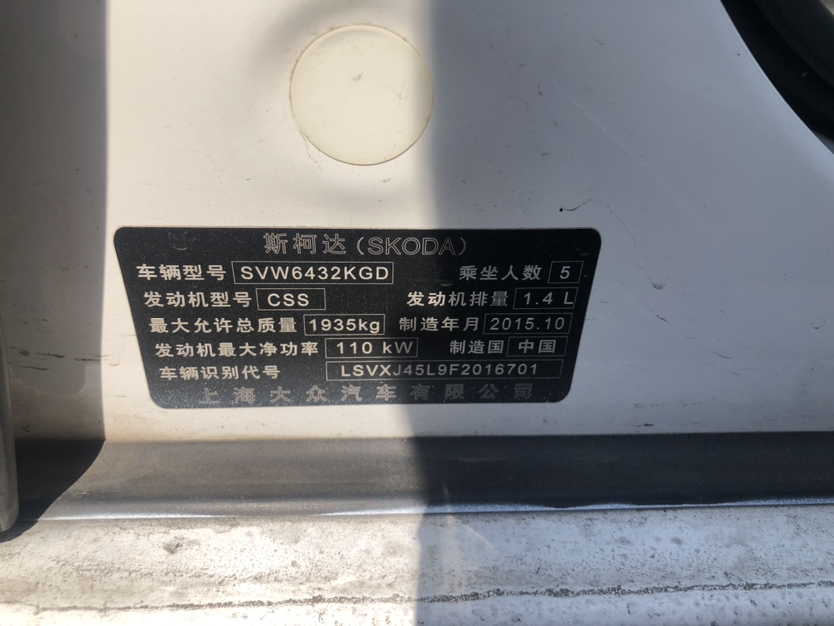 斯柯达(SKODA)
车辆型号 SVW6432KGD 乘坐人数 5
发动机型号 CSS 发动机排量 1.4 L
最大允许总质量 1935kg 制造年月 2015.10
发动机最大净功率 110 kW 制造国 中国
车辆识别代号 LSVXJ45L9F2016701
上海大众汽车有限公司